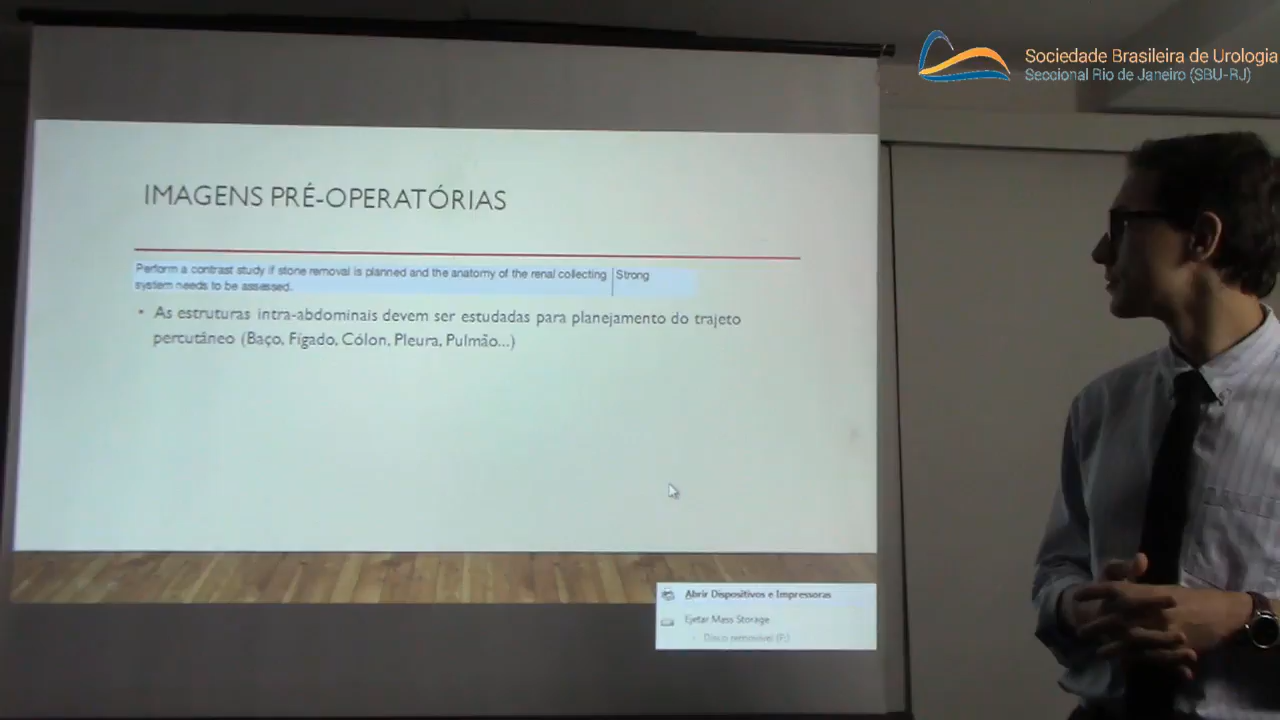 Sociedade Brasileira de Urologia
Seccional Rio de Janeiro (SBU-RJ)
IMAGENS PRÉ-OPERATÓRIAS
Perform a contrast study if stone removal is planned and the anatomy of the renal collecting
system needs to be assessed.
Strong
• As estruturas intra-abdominais devem ser estudadas para planejamento do trajeto
percutâneo (Baço, Fígado, Cólon, Pleura, Pulmão...)
Abrir Dispositivos e Impressoras
Ejetar Mass Storage
- Disco removível (F:)